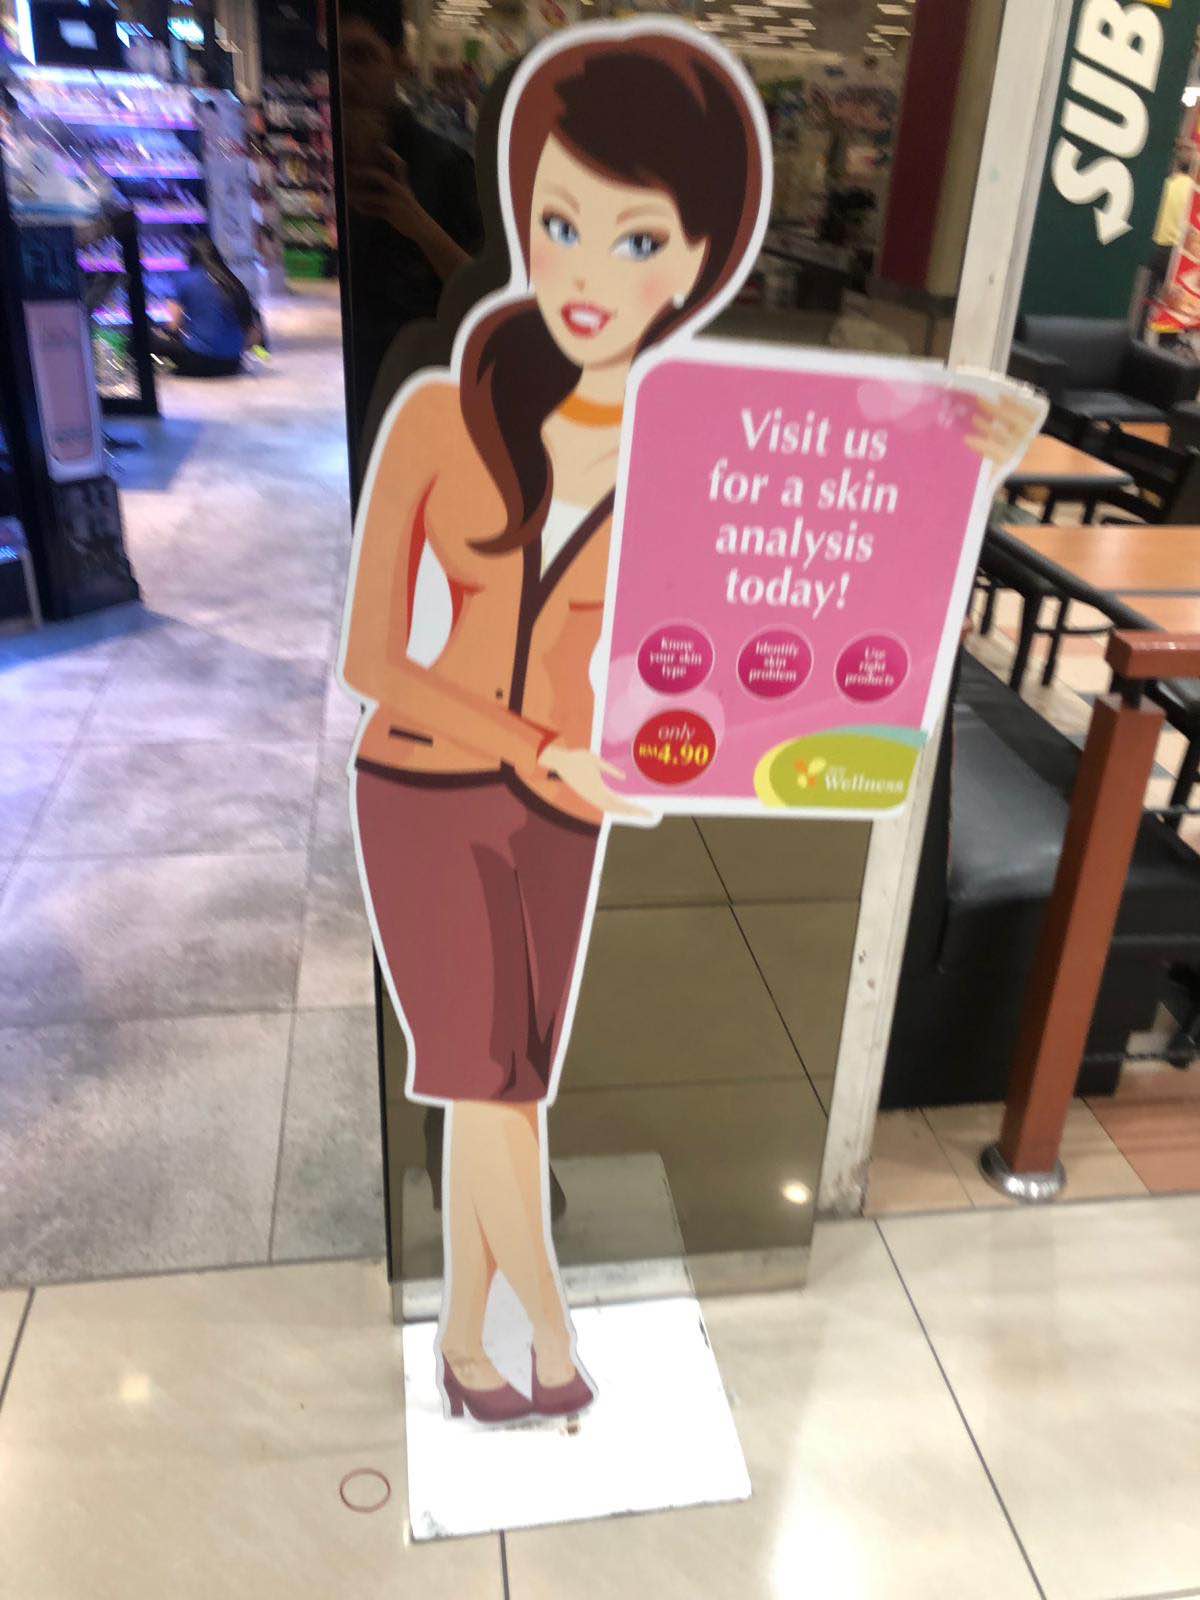 SUB
Visit us
for a skin
analysis
today!
know
your skin
type
Identify
skin
problem
Use
right
products
only
RM4.90
Wellness